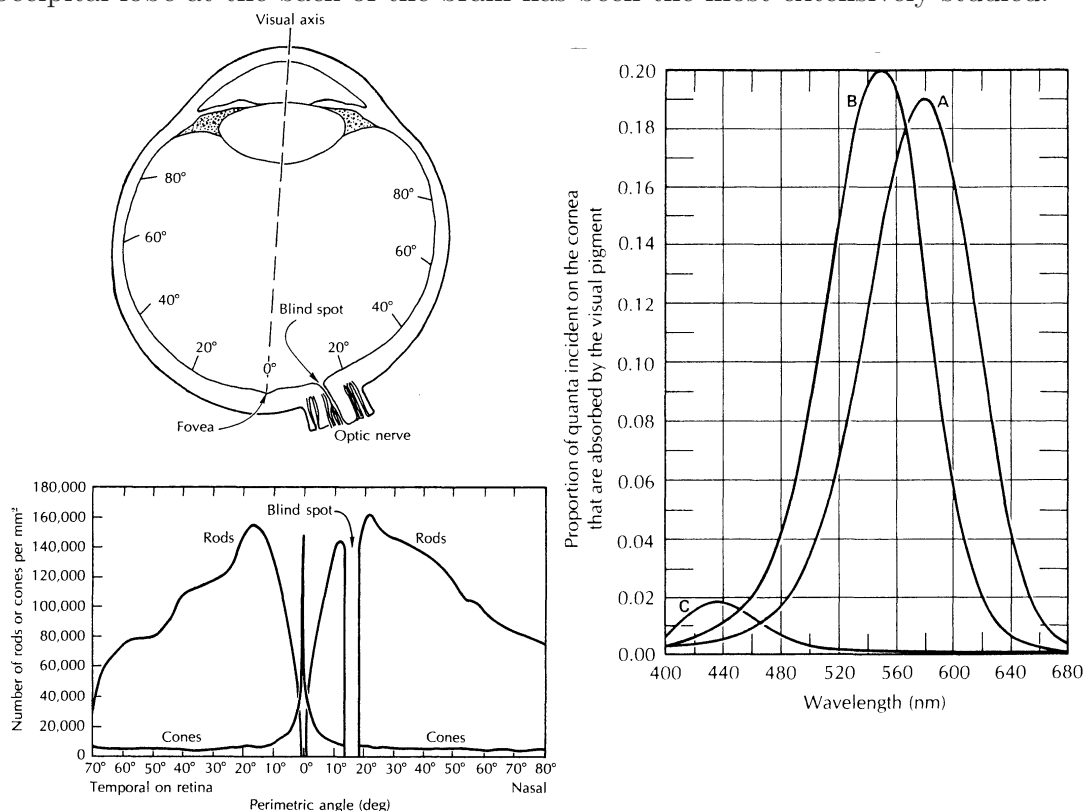 occipital lobe at the back of the brain has been the most extensively studied.
Visual axis
80°
80°
60°
60°
40°
40°
Blind spot
20°
20°
0°
Fovea
Optic nerve
180,000
160,000
140,000
120,000
100,000
80,000
60,000
40,000
20,000
0
Number of rods or cones per mm²
Rods
Blind spot
Rods
Cones
Cones
70° 60° 50° 40° 30° 20° 10° 0° 10° 20° 30° 40° 50° 60° 70° 80°
Temporal on retina
Nasal
Perimetric angle (deg)
Proportion of quanta incident on the cornea
that are absorbed by the visual pigment
0.20
0.18
0.16
0.14
0.12
0.10
0.08
0.06
0.04
0.02
0.00
B
A
C
400 440 480 520 560 600 640 680
Wavelength (nm)